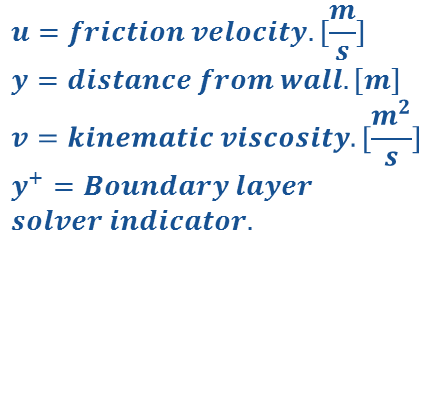 u = friction velocity. [m/s]
y = distance from wall. [m]
v = kinematic viscosity. [m²/s]
y⁺ = Boundary layer
solver indicator.